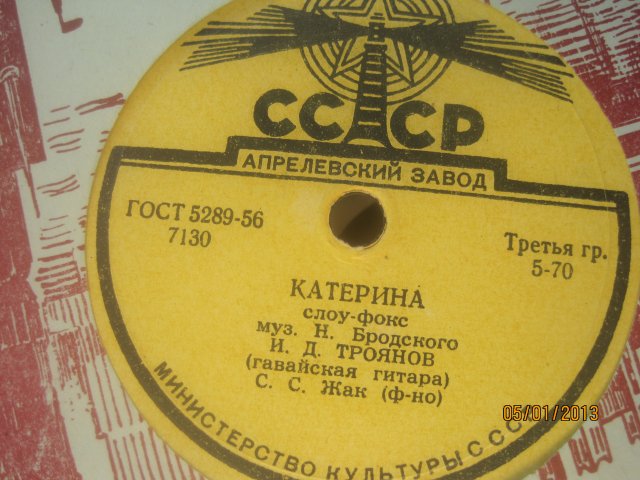 СССР
АПРЕЛЕВСКИЙ ЗАВОД
ГОСТ 5289-56
7130
Третья гр.
5-70
КАТЕРИНА
слоу-фокс
муз. Н. Бродского
И. Д. ТРОЯНОВ
(гавайская гитара)
С. С. Жак (ф-но)
МИНИСТЕРСТВО КУЛЬТУРЫ СССР
05/01/2013